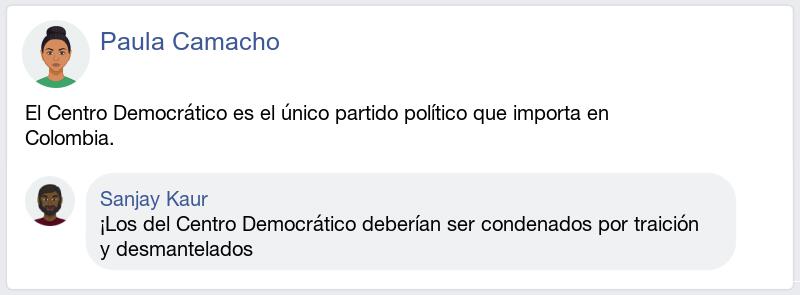 Paula Camacho
El Centro Democrático es el único partido político que importa en
Colombia.
Sanjay Kaur
¡Los del Centro Democrático deberían ser condenados por traición
y desmantelados